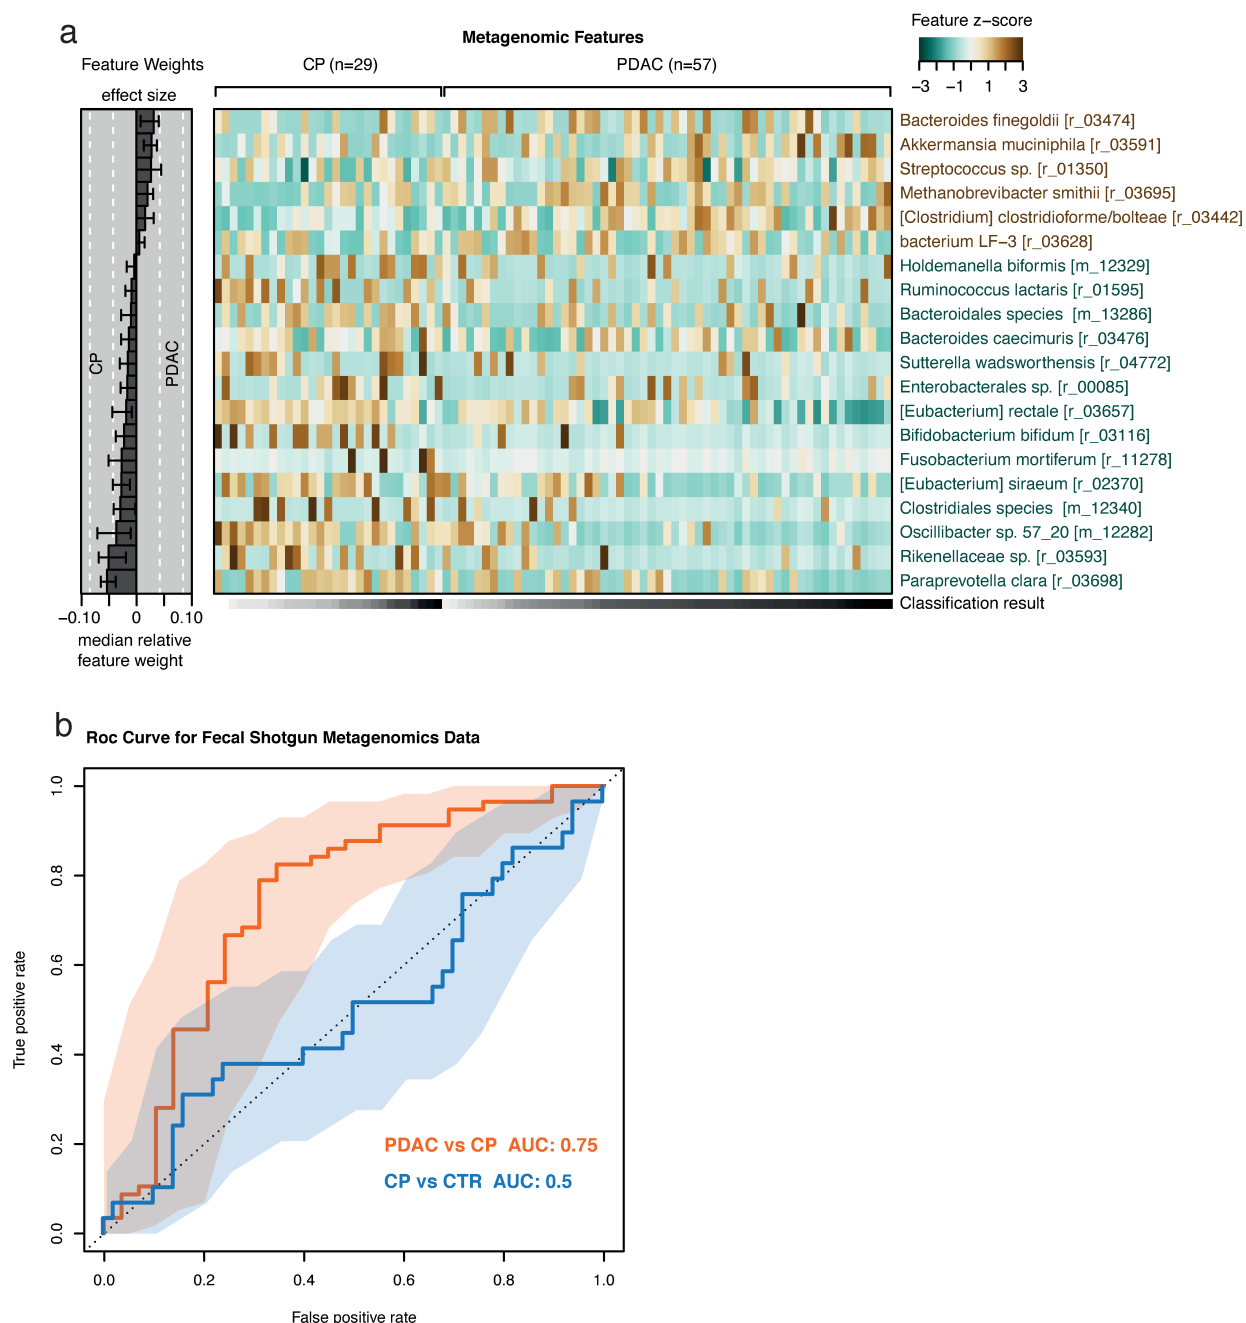 a
Metagenomic Features
Feature z−score
−3 −1 1 3
Feature Weights
CP (n=29)
PDAC (n=57)
effect size
CP
PDAC
Bacteroides finegoldii [r_03474]
Akkermansia muciniphila [r_03591]
Streptococcus sp. [r_01350]
Methanobrevibacter smithii [r_03695]
[Clostridium] clostridioforme/bolteae [r_03442]
bacterium LF−3 [r_03628]
Holdemanella biformis [m_12329]
Ruminococcus lactaris [r_01595]
Bacteroidales species [m_13286]
Bacteroides caecimuris [r_03476]
Sutterella wadsworthensis [r_04772]
Enterobacterales sp. [r_00085]
[Eubacterium] rectale [r_03657]
Bifidobacterium bifidum [r_03116]
Fusobacterium mortiferum [r_11278]
[Eubacterium] siraeum [r_02370]
Clostridiales species [m_12340]
Oscillibacter sp. 57_20 [m_12282]
Rikenellaceae sp. [r_03593]
Paraprevotella clara [r_03698]
Classification result
−0.10 0 0.10
median relative
feature weight
b
Roc Curve for Fecal Shotgun Metagenomics Data
True positive rate
1.0
0.8
0.6
0.4
0.2
0.0
PDAC vs CP AUC: 0.75
CP vs CTR AUC: 0.5
0.0 0.2 0.4 0.6 0.8 1.0
False positive rate